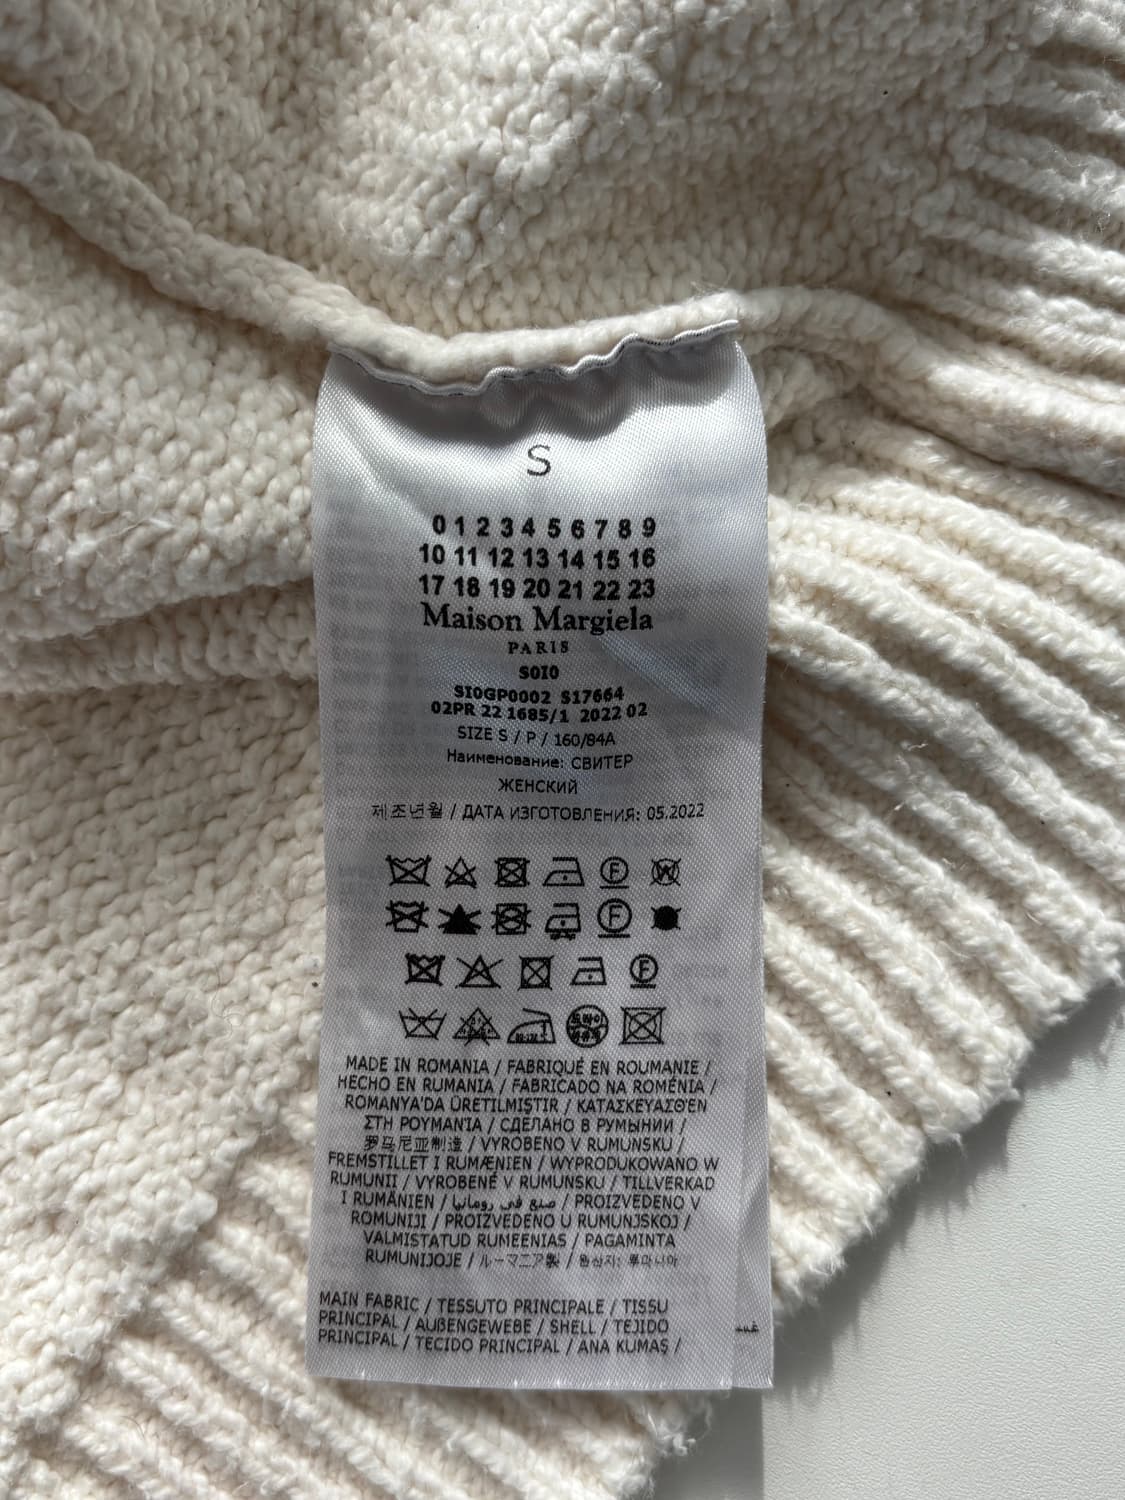 S
0 1 2 3 4 5 6 7 8 9
10 11 12 13 14 15 16
17 18 19 20 21 22 23
Maison Margiela
PARIS
S0I0
SI0GP0002 S17664
02PR 22 1685/1 2022 02
SIZE S / P / 160/84A
Наименование: СВИТЕР
ЖЕНСКИЙ
제조년월 / ДАТА ИЗГОТОВЛЕНИЯ: 05.2022
F W
F
F
MADE IN ROMANIA / FABRIQUÉ EN ROUMANIE /
HECHO EN RUMANIA / FABRICADO NA ROMÉNIA /
ROMANYA'DA ÜRETILMIŞTIR / ΚΑΤΑΣΚΕΥΑΣΘ'ΕΝ
ΣΤΗ ΡΟΥΜΑΝ'ΙΑ / СДЕЛАНО В РУМЫНИИ /
罗马尼亚制造 / VYROBENO V RUMUNSKU /
FREMSTILLET I RUMÆNIEN / WYPRODUKOWANO W
RUMUNII / VYROBENÉ V RUMUNSKU / TILLVERKAD
I RUMÄNIEN / صنع في رومانيا / PROIZVEDENO V
ROMUNIJI / PROIZVEDENO U RUMUNJSKOJ /
VALMISTATUD RUMEENIAS / PAGAMINTA
RUMUNIJOJE / ルーマニア製 / 원산지: 루마니아
MAIN FABRIC / TESSUTO PRINCIPALE / TISSU
PRINCIPAL / AUßENGEWEBE / SHELL / TEJIDO
PRINCIPAL / TECIDO PRINCIPAL / ANA KUMAŞ /